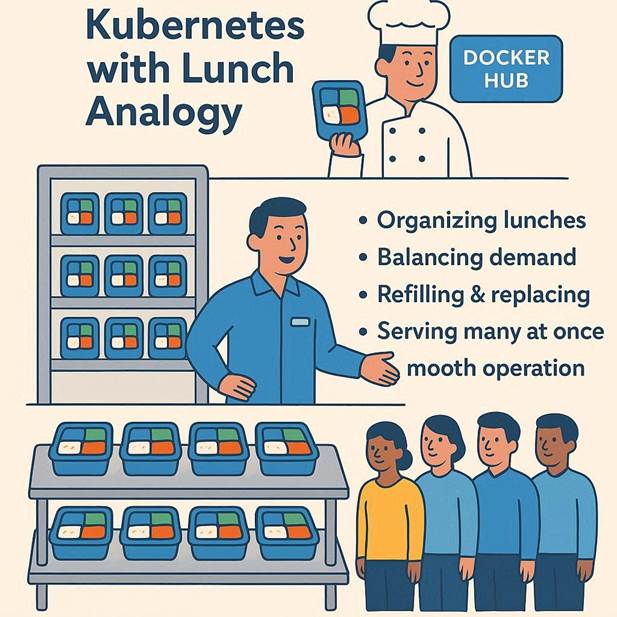 Kubernetes
with Lunch
Analogy
DOCKER
HUB
• Organizing lunches
• Balancing demand
• Refilling & replacing
• Serving many at once
mooth operation